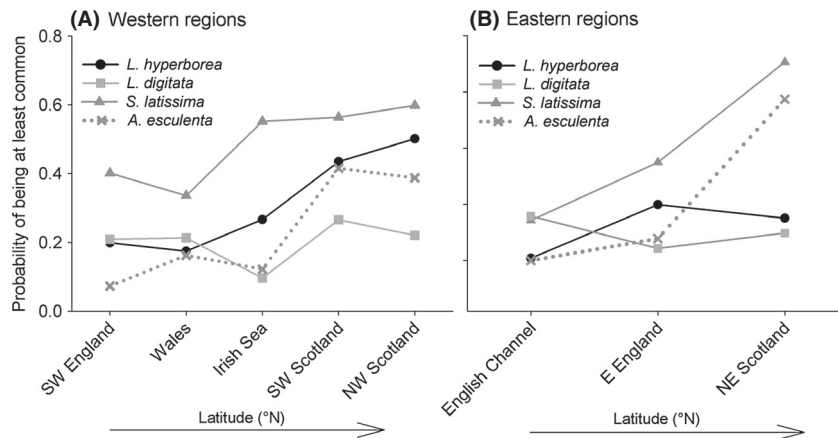 (A) Western regions
0.8
0.6
0.4
0.2
0.0
Probability of being at least common
L. hyperborea
L. digitata
S. latissima
A. esculenta
SW England
Wales
Irish Sea
SW Scotland
NW Scotland
Latitude (°N)
(B) Eastern regions
L. hyperborea
L. digitata
S. latissima
A. esculenta
English Channel
E England
NE Scotland
Latitude (°N)